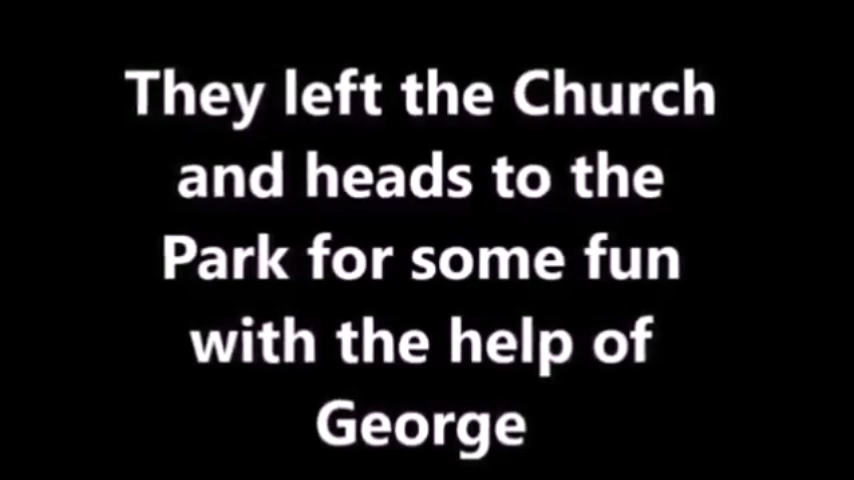 They left the Church
and heads to the
Park for some fun
with the help of
George